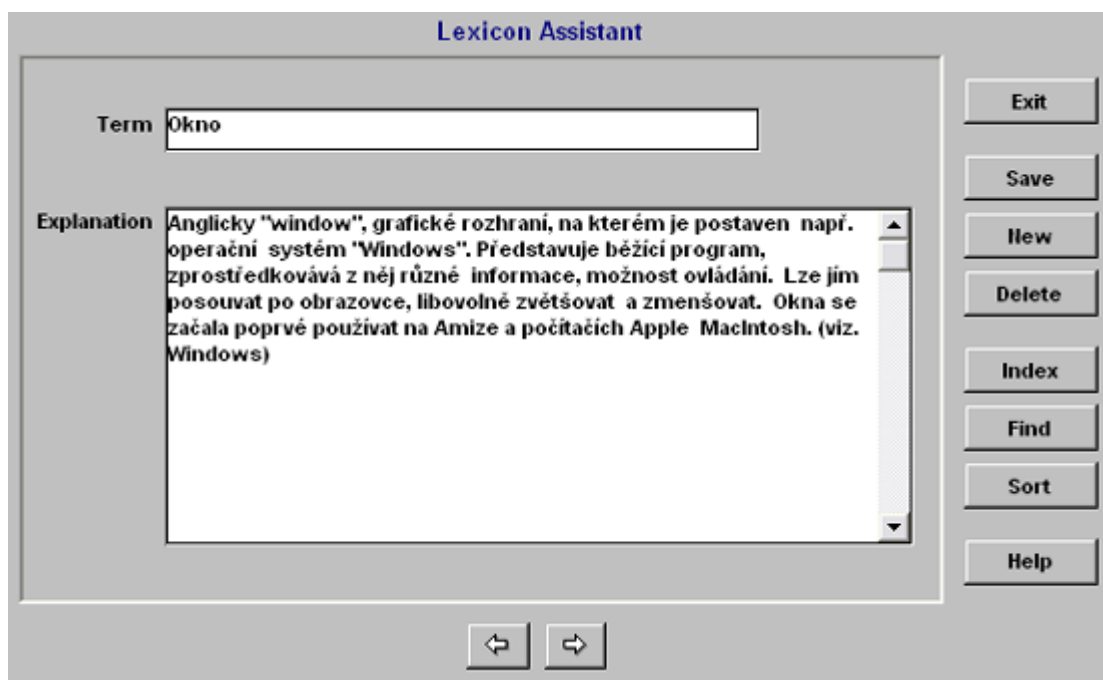 Lexicon Assistant
Term
Okno
Explanation
Anglicky "window", grafické rozhraní, na kterém je postaven např.
operační systém "Windows". Představuje běžící program,
zprostředkovává z něj různé informace, možnost ovládání. Lze jím
posouvat po obrazovce, libovolně zvětšovat a zmenšovat. Okna se
začala poprvé používat na Amize a počítačích Apple MacIntosh. (viz.
Windows)
Exit
Save
New
Delete
Index
Find
Sort
Help